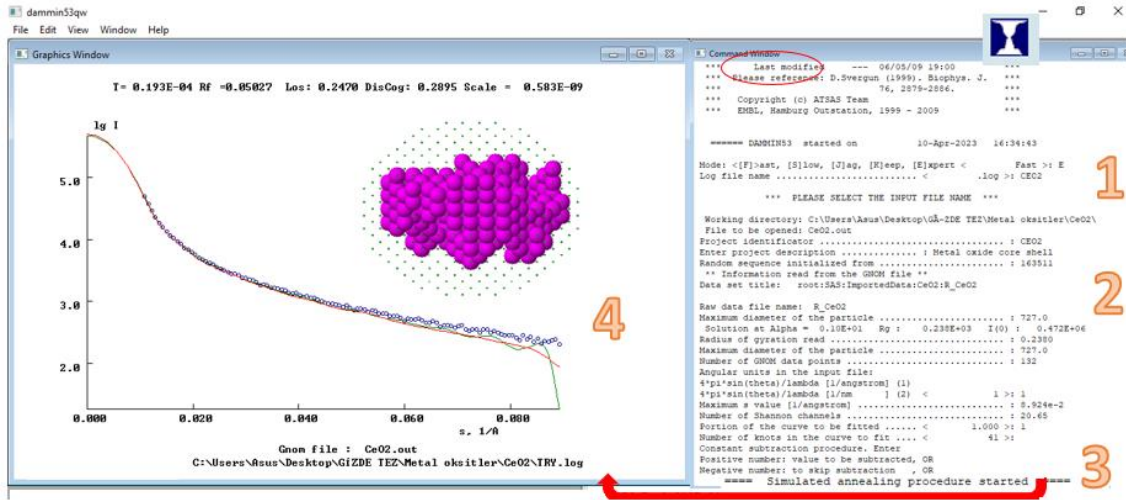 dammin53qw
File Edit View Window Help
Graphics Window
T= 0.193E-04 Rf =0.05027 Los: 0.2470 DisCog: 0.2895 Scale = 0.583E-09
lg I
5.0
4.0
3.0
2.0
0.000 0.020 0.040 0.060 0.080
s, 1/A
Gnom file : CeO2.out
C:\Users\Asus\Desktop\GiZDE TEZ\Metal oksitler\CeO2\TRY.log
4
Command Window
*** Last modified --- 06/05/09 19:00 ***
*** Please reference: D.Svergun (1999). Biophys. J. ***
*** 76, 2879-2886. ***
*** Copyright (c) ATSAS Team ***
*** EMBL, Hamburg Outstation, 1999 - 2009 ***
====== DAMMIN53 started on 10-Apr-2023 16:34:43
Mode: <[F]ast, [S]low, [J]ag, [K]eep, [E]xpert < Fast >: E
Log file name ........................... < .log >: CEO2
1
*** PLEASE SELECT THE INPUT FILE NAME ***
Working directory: C:\Users\Asus\Desktop\GÄ-ZDE TEZ\Metal oksitler\CeO2\
File to be opened: CeO2.out
Project identificator ................................... : CEO2
Enter project description .............. : Metal oxide core shell
Random sequence initialized from ....................... : 163511
** Information read from the GNOM file **
Data set title: root:SAS:ImportedData:CeO2:R_CeO2
2
Raw data file name: R_CeO2
Maximum diameter of the particle ....................... : 727.0
Solution at Alpha = 0.10E+01 Rg : 0.238E+03 I(0) : 0.472E+06
Radius of gyration read ................................ : 0.2380
Maximum diameter of the particle ....................... : 727.0
Number of GNOM data points ............................. : 132
Angular units in the input file:
4*pi*sin(theta)/lambda [1/angstrom] (1)
4*pi*sin(theta)/lambda [1/nm ] (2) < 1 >: 1
Maximum s value [1/angstrom] ........................... : 8.924e-2
Number of Shannon channels ............................. : 20.65
Portion of the curve to be fitted ...... < 1.000 >: 1
Number of knots in the curve to fit .... < 41 >:
Constant subtraction procedure. Enter
Positive number: value to be subtracted, OR
Negative number: to skip subtraction , OR
==== Simulated annealing procedure started ====
3